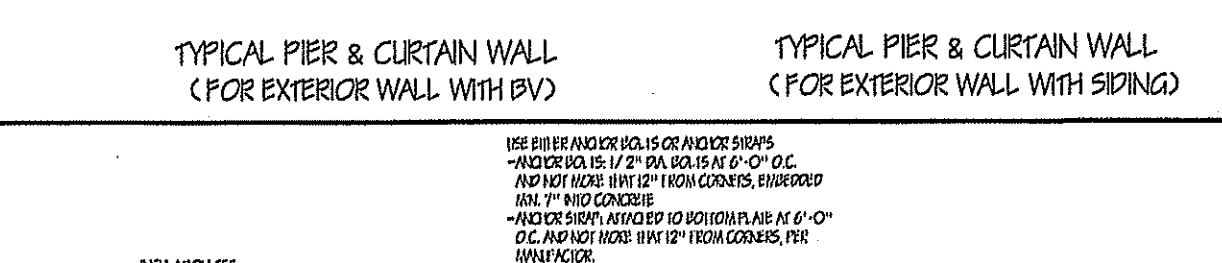 TYPICAL PIER & CURTAIN WALL
(FOR EXTERIOR WALL WITH BV)
TYPICAL PIER & CURTAIN WALL
(FOR EXTERIOR WALL WITH SIDING)
USE EITHER ANCHOR BOLTS OR ANCHOR STRAPS
-ANCHOR BOLTS: 1/2" DIA. BOLTS AT 6'-O" O.C.
AND NOT MORE THAT 12" FROM CORNERS, EMBEDDED
MIN. 7" INTO CONCRETE
-ANCHOR STRAP: ATTACHED TO BOTTOM PLATE AT 6'-O"
O.C. AND NOT MORE THAT 12" FROM CORNERS, PER
MANUFACTOR.